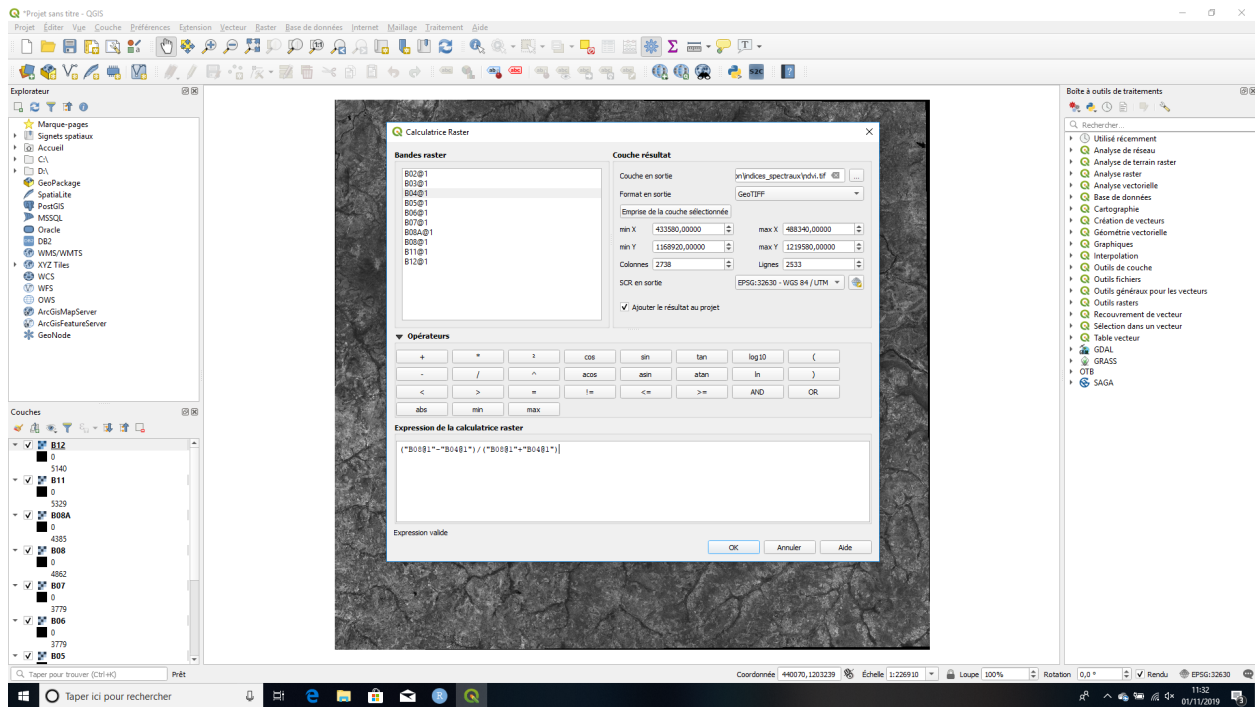 *Projet sans titre - QGIS
Projet Éditer Vue Couche Préférences Extension Vecteur Raster Base de données Internet Maillage Traitement Aide
Explorateur
Marque-pages
Signets spatiaux
Accueil
C:\
D:\
GeoPackage
SpatiaLite
PostGIS
MSSQL
Oracle
DB2
WMS/WMTS
XYZ Tiles
WCS
WFS
OWS
ArcGisMapServer
ArcGisFeatureServer
GeoNode
Couches
B12
0
5140
B11
0
5329
B08A
0
4385
B08
0
4862
B07
0
3779
B06
0
3779
B05
Calculatrice Raster
Bandes raster
B02@1
B03@1
B04@1
B05@1
B06@1
B07@1
B08A@1
B08@1
B11@1
B12@1
Couche résultat
Couche en sortie on\indices_spectraux\ndvi.tif ...
Format en sortie GeoTIFF
Emprise de la couche sélectionnée
min X 433580,00000 max X 488340,00000
min Y 1168920,00000 max Y 1219580,00000
Colonnes 2738 Lignes 2533
SCR en sortie EPSG:32630 - WGS 84 / UTM
Ajouter le résultat au projet
Opérateurs
+ * ² cos sin tan log10 (
- / ^ acos asin atan ln )
< > = != <= >= AND OR
abs min max
Expression de la calculatrice raster
("B08@1"-"B04@1")/("B08@1"+"B04@1")
Expression valide
OK Annuler Aide
Boîte à outils de traitements
Rechercher...
Utilisé récemment
Analyse de réseau
Analyse de terrain raster
Analyse raster
Analyse vectorielle
Base de données
Cartographie
Création de vecteurs
Géométrie vectorielle
Graphiques
Interpolation
Outils de couche
Outils fichiers
Outils généraux pour les vecteurs
Outils rasters
Recouvrement de vecteur
Sélection dans un vecteur
Table vecteur
GDAL
GRASS
OTB
SAGA
Taper pour trouver (Ctrl+K) Prêt Coordonnée 440070,1203239 Échelle 1:226910 Loupe 100% Rotation 0,0 ° Rendu EPSG:32630
Taper ici pour rechercher
11:32
01/11/2019